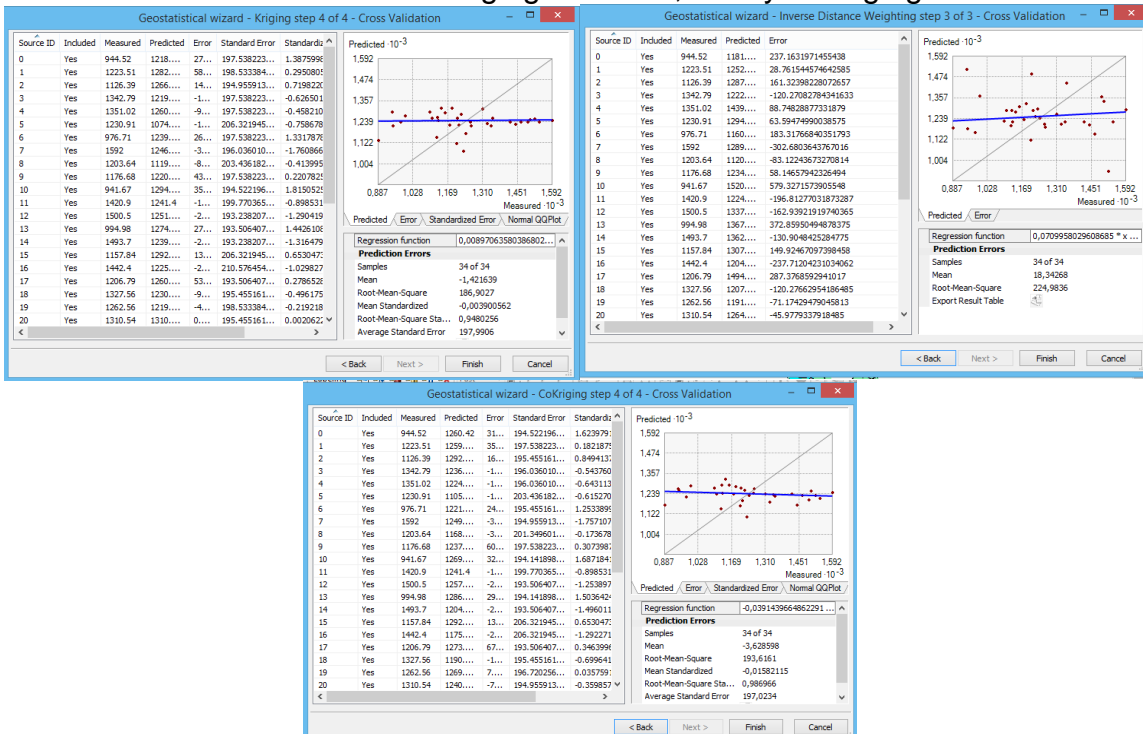 Geostatistical wizard - Kriging step 4 of 4 - Cross Validation
Source ID Included Measured Predicted Error Standard Error Standardiz
0 Yes 944.52 1218.... 27... 197.538223... 1.3875998
1 Yes 1223.51 1282.... 58... 198.533384... 0.2950805
2 Yes 1126.39 1266.... 14... 194.955913... 0.7198220
3 Yes 1342.79 1219.... -1... 197.538223... -0.626501
4 Yes 1351.02 1260.... -9... 197.538223... -0.458210
5 Yes 1230.91 1074.... -1... 203.436182... -0.758678
6 Yes 976.71 1239.... 26... 197.538223... 1.3317878
7 Yes 1592 1246.... -3... 196.036010... -1.760866
8 Yes 1203.64 1119.... -8... 203.436182... -0.413995
9 Yes 1176.68 1220.... 43... 197.538223... 0.2207825
10 Yes 941.67 1294.... 35... 194.522196... 1.8150525
11 Yes 1420.9 1241.4 -1... 199.770365... -0.898531
12 Yes 1500.5 1251.... -2... 193.238207... -1.290419
13 Yes 994.98 1274.... 27... 193.506407... 1.4426108
14 Yes 1493.7 1239.... -2... 193.238207... -1.316479
15 Yes 1157.84 1292.... 13... 206.321945... 0.6530473
16 Yes 1442.4 1225.... -2... 210.576454... -1.029827
17 Yes 1206.79 1260.... 53... 193.506407... 0.2786528
18 Yes 1327.56 1230.... -9... 195.455161... -0.496175
19 Yes 1262.56 1219.... -4... 198.533384... -0.219218
20 Yes 1310.54 1310.... 0.... 195.455161... 0.0020622
Predicted ·10-3
1,592
1,474
1,357
1,239
1,122
1,004
0,887 1,028 1,169 1,310 1,451 1,592
Measured ·10-3
Predicted Error Standardized Error Normal QQPlot
Regression function 0,00897063580386802...
Prediction Errors
Samples 34 of 34
Mean -1,421639
Root-Mean-Square 186,9027
Mean Standardized -0,003900562
Root-Mean-Square Sta... 0,9480256
Average Standard Error 197,9906
< Back Next > Finish Cancel
Geostatistical wizard - Inverse Distance Weighting step 3 of 3 - Cross Validation
Source ID Included Measured Predicted Error
0 Yes 944.52 1181.... 237.1631971455438
1 Yes 1223.51 1252.... 28.761544574642585
2 Yes 1126.39 1287.... 161.32398228072657
3 Yes 1342.79 1222.... -120.27082784341633
4 Yes 1351.02 1439.... 88.74828877331879
5 Yes 1230.91 1294.... 63.5974990038575
6 Yes 976.71 1160.... 183.31766840351793
7 Yes 1592 1289.... -302.6803643767016
8 Yes 1203.64 1120.... -83.12243673270814
9 Yes 1176.68 1234.... 58.14657942326494
10 Yes 941.67 1520.... 579.3271573905548
11 Yes 1420.9 1224.... -196.81277031873287
12 Yes 1500.5 1337.... -162.93921919740365
13 Yes 994.98 1367.... 372.85950494878375
14 Yes 1493.7 1362.... -130.9048425284775
15 Yes 1157.84 1307.... 149.92467097398458
16 Yes 1442.4 1204.... -237.71204231034062
17 Yes 1206.79 1494.... 287.3768592941017
18 Yes 1327.56 1207.... -120.27662954186485
19 Yes 1262.56 1191.... -71.17429479045813
20 Yes 1310.54 1264.... -45.9779337918485
Predicted ·10-3
1,592
1,474
1,357
1,239
1,122
1,004
0,887 1,028 1,169 1,310 1,451 1,592
Measured ·10-3
Predicted Error
Regression function 0,0709958029608685 * x ...
Prediction Errors
Samples 34 of 34
Mean 18,34268
Root-Mean-Square 224,9836
Export Result Table
< Back Next > Finish Cancel
Geostatistical wizard - CoKriging step 4 of 4 - Cross Validation
Source ID Included Measured Predicted Error Standard Error Standardiz
0 Yes 944.52 1260.42 31... 194.522196... 1.6239791
1 Yes 1223.51 1259.... 35... 197.538223... 0.1821875
2 Yes 1126.39 1292.... 16... 195.455161... 0.8494137
3 Yes 1342.79 1236.... -1... 196.036010... -0.543760
4 Yes 1351.02 1224.... -1... 196.036010... -0.643113
5 Yes 1230.91 1105.... -1... 203.436182... -0.615270
6 Yes 976.71 1221.... 24... 195.455161... 1.2533899
7 Yes 1592 1249.... -3... 194.955913... -1.757107
8 Yes 1203.64 1168.... -3... 201.349601... -0.173678
9 Yes 1176.68 1237.... 60... 197.538223... 0.3073987
10 Yes 941.67 1269.... 32... 194.141898... 1.6871841
11 Yes 1420.9 1241.4 -1... 199.770365... -0.898531
12 Yes 1500.5 1257.... -2... 193.506407... -1.253897
13 Yes 994.98 1286.... 29... 194.141898... 1.5036424
14 Yes 1493.7 1204.... -2... 193.506407... -1.496011
15 Yes 1157.84 1292.... 13... 206.321945... 0.6530473
16 Yes 1442.4 1175.... -2... 206.321945... -1.292271
17 Yes 1206.79 1273.... 67... 193.506407... 0.3463996
18 Yes 1327.56 1190.... -1... 195.455161... -0.699641
19 Yes 1262.56 1269.... 7.... 196.720256... 0.0357591
20 Yes 1310.54 1240.... -7... 194.955913... -0.359857
Predicted ·10-3
1,592
1,474
1,357
1,239
1,122
1,004
0,887 1,028 1,169 1,310 1,451 1,592
Measured ·10-3
Predicted Error Standardized Error Normal QQPlot
Regression function -0,0391439664862291 ...
Prediction Errors
Samples 34 of 34
Mean -3,628598
Root-Mean-Square 193,6161
Mean Standardized -0,01582115
Root-Mean-Square Sta... 0,986966
Average Standard Error 197,0234
< Back Next > Finish Cancel